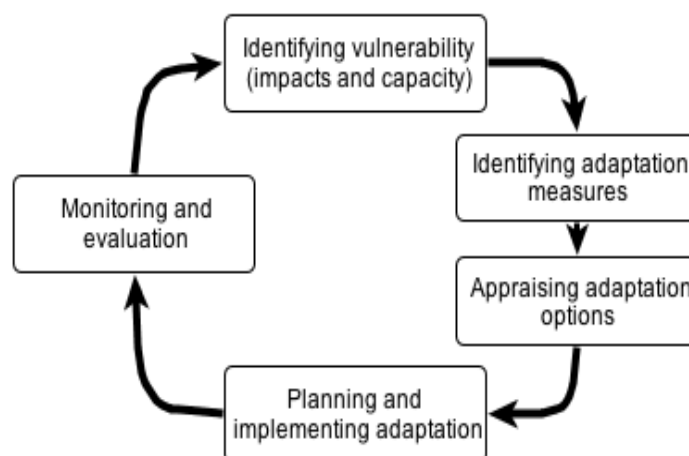 Identifying vulnerability
(impacts and capacity)
Identifying adaptation
measures
Appraising adaptation
options
Planning and
implementing adaptation
Monitoring and
evaluation